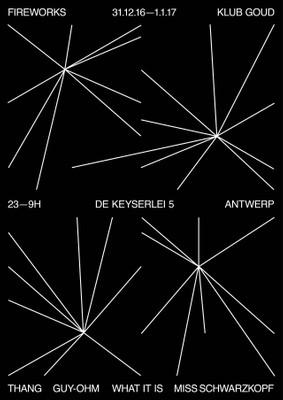 FIREWORKS 31.12.16—1.1.17 KLUB GOUD
23—9H DE KEYSERLEI 5 ANTWERP
THANG GUY-OHM WHAT IT IS MISS SCHWARZKOPF